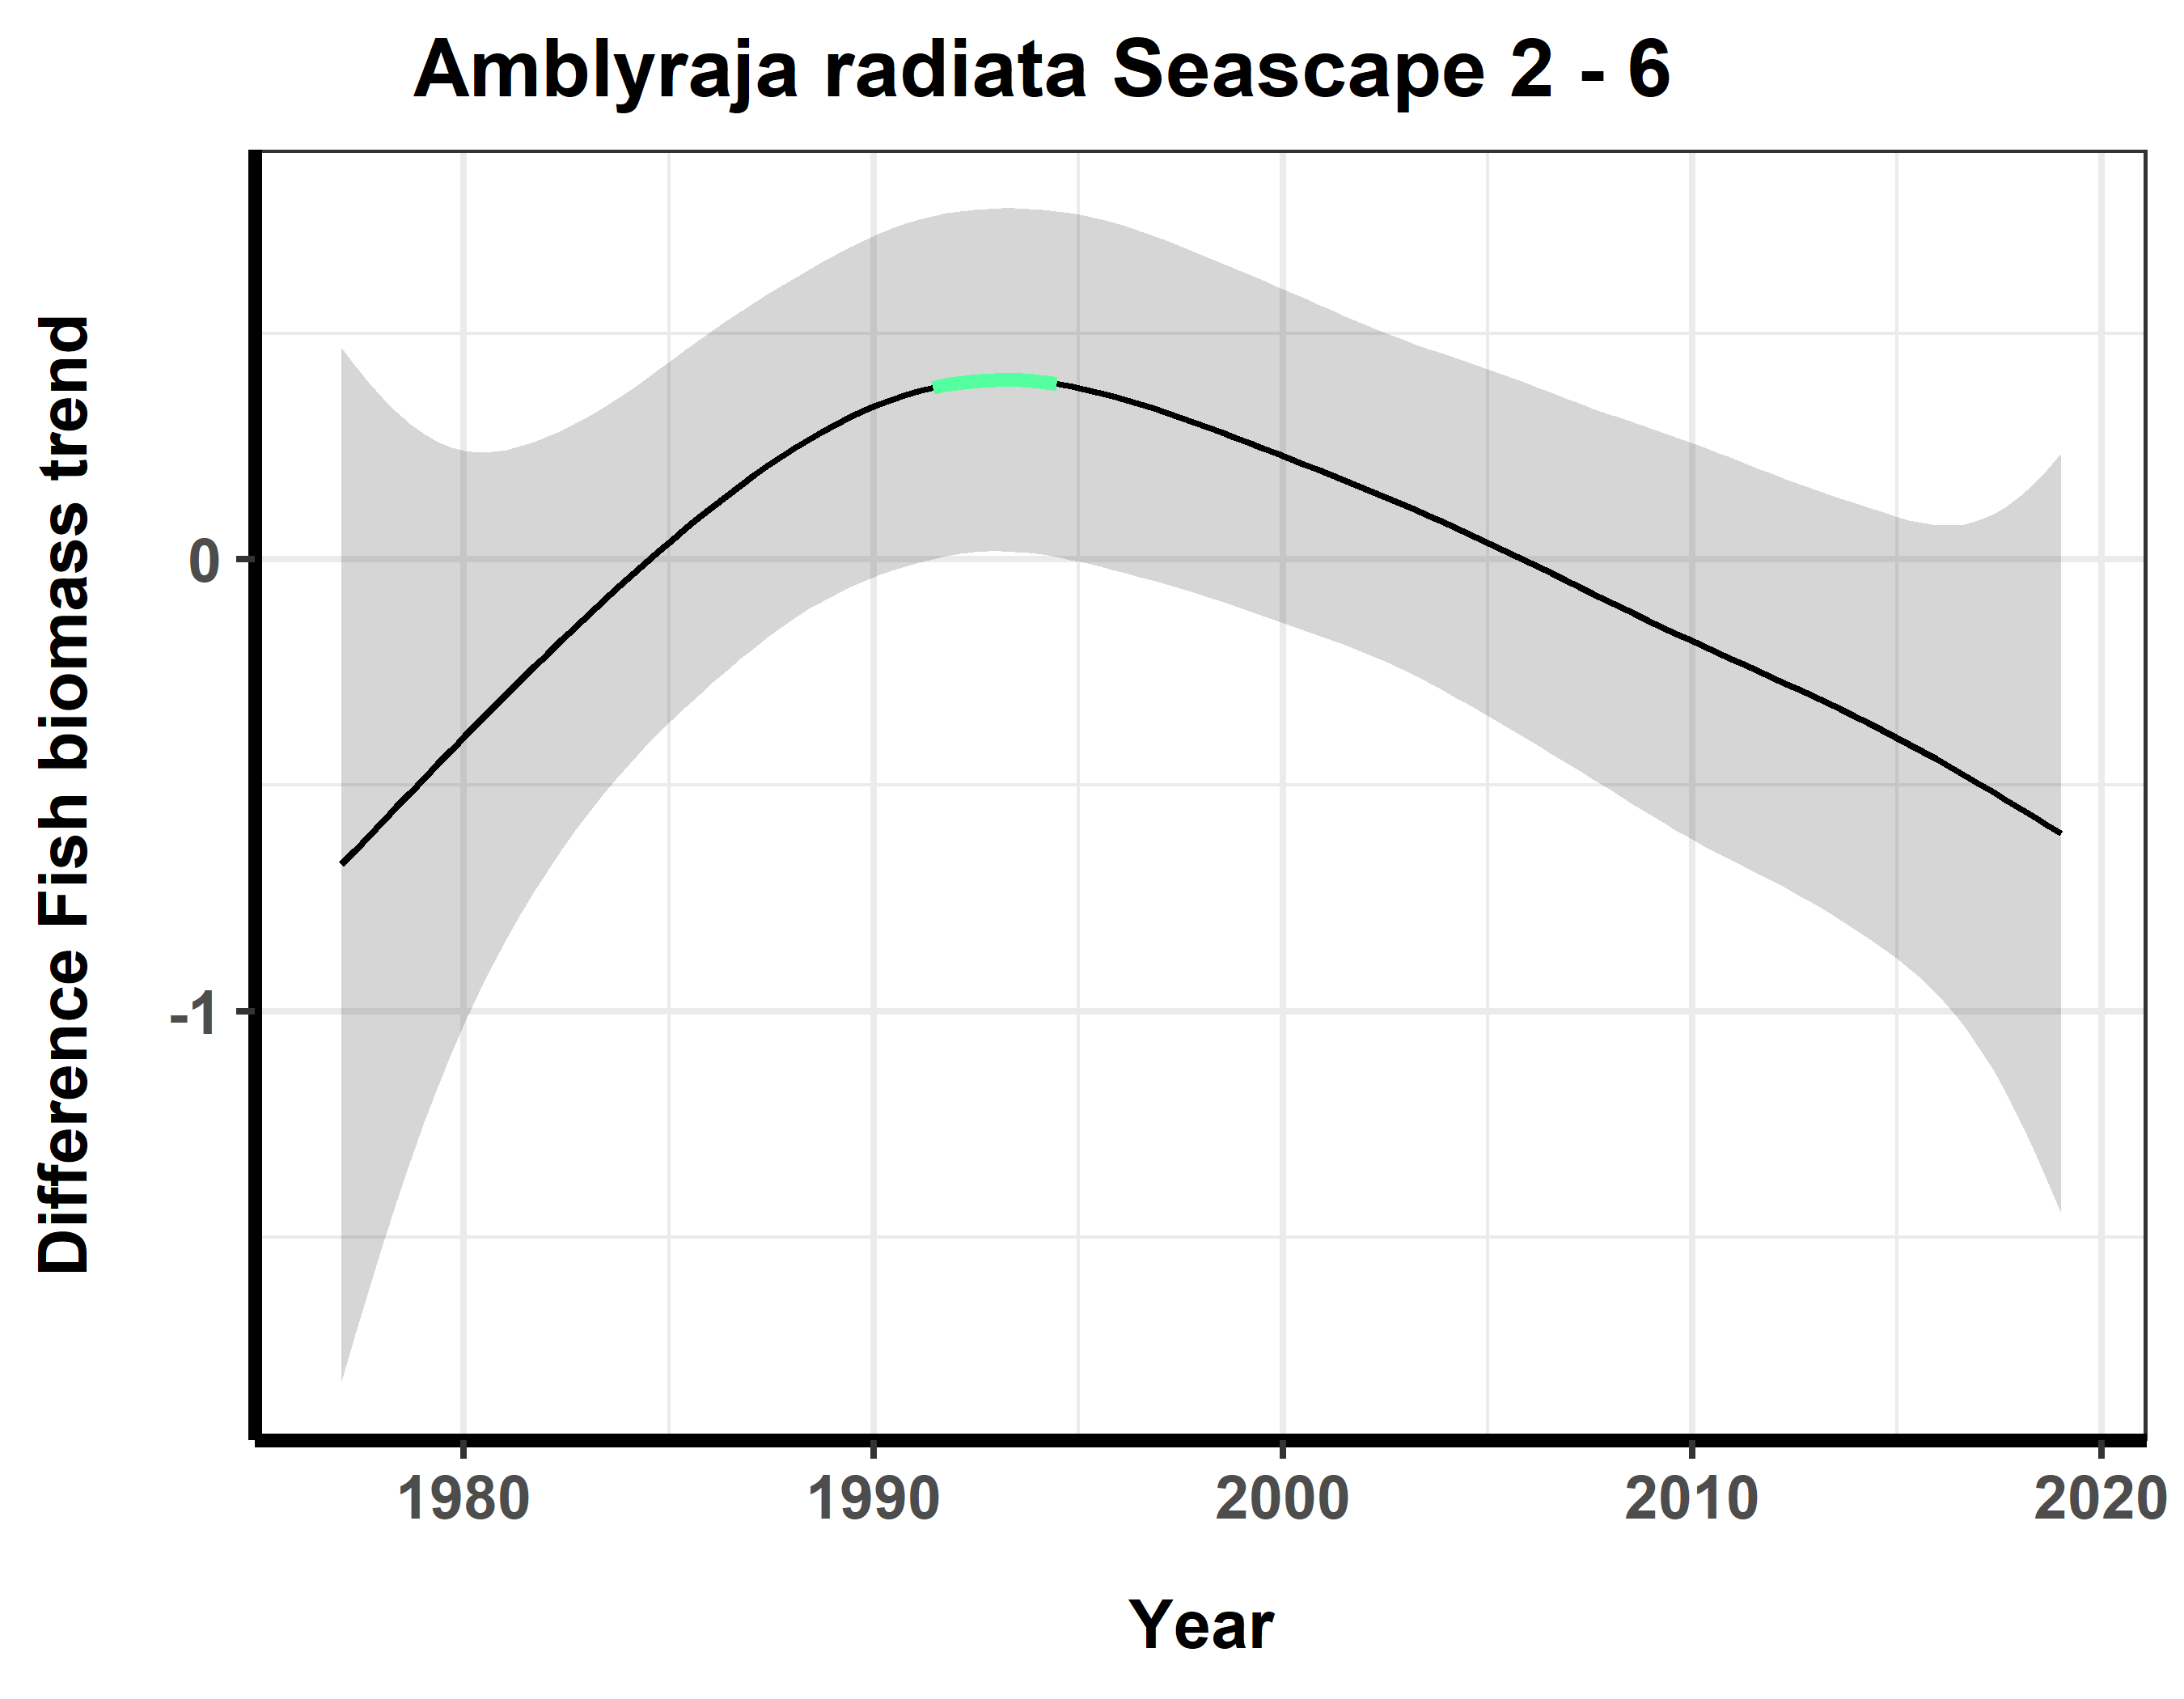 Amblyraja radiata Seascape 2 - 6
Difference Fish biomass trend
0
-1
1980 1990 2000 2010 2020
Year